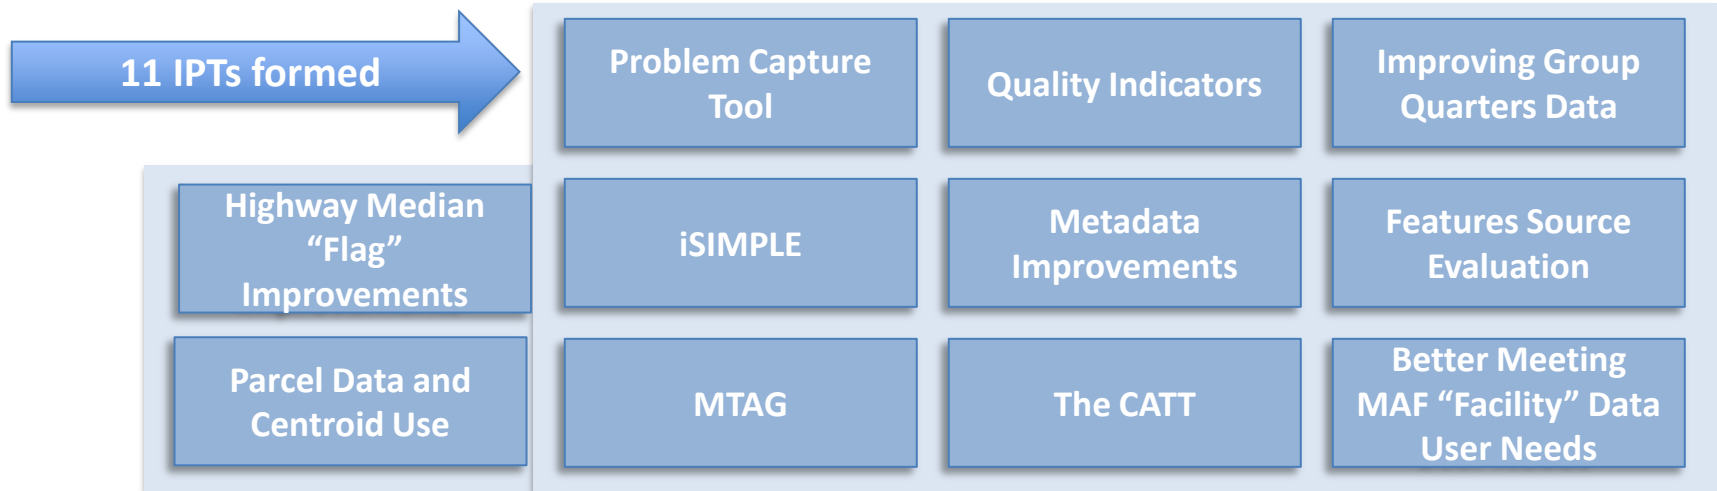 11 IPTs formed
Problem Capture
Tool
Quality Indicators
Improving Group
Quarters Data
Highway Median
“Flag”
Improvements
iSIMPLE
Metadata
Improvements
Features Source
Evaluation
Parcel Data and
Centroid Use
MTAG
The CATT
Better Meeting
MAF “Facility” Data
User Needs